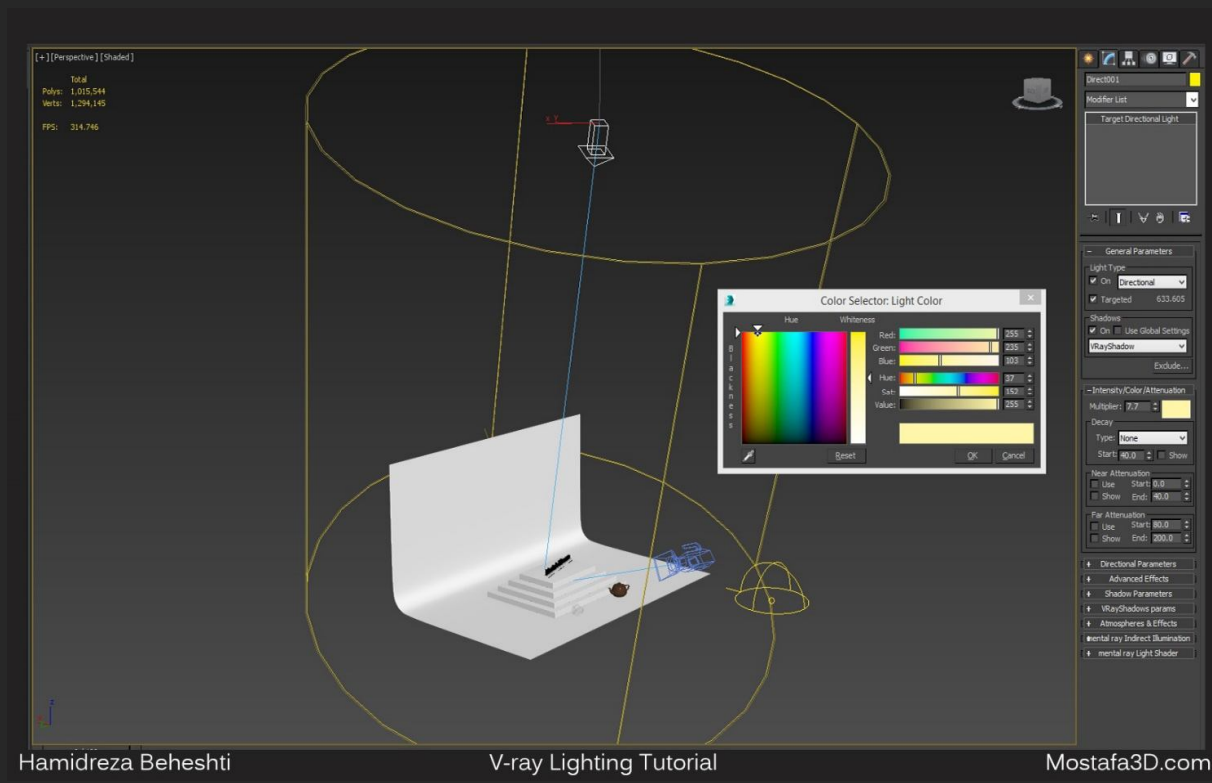 [+][Perspective][Shaded]
Total
Polys: 1,015,544
Verts: 1,294,145
FPS: 314.746
x y
z
Color Selector: Light Color
Hue
Whiteness
Blackness
Red: 255
Green: 235
Blue: 103
Hue: 37
Sat: 152
Value: 255
Reset
OK
Cancel
Direct001
Modifier List
Target Directional Light
General Parameters
Light Type
On Directional
Targeted 633.605
Shadows
On Use Global Settings
VRayShadow
Exclude...
Intensity/Color/Attenuation
Multiplier: 7.7
Decay
Type: None
Start: 40.0 Show
Near Attenuation
Use Start: 0.0
Show End: 40.0
Far Attenuation
Use Start: 80.0
Show End: 200.0
+ Directional Parameters
+ Advanced Effects
+ Shadow Parameters
+ VRayShadows params
+ Atmospheres & Effects
mental ray Indirect Illumination
+ mental ray Light Shader
Hamidreza Beheshti
V-ray Lighting Tutorial
Mostafa3D.com